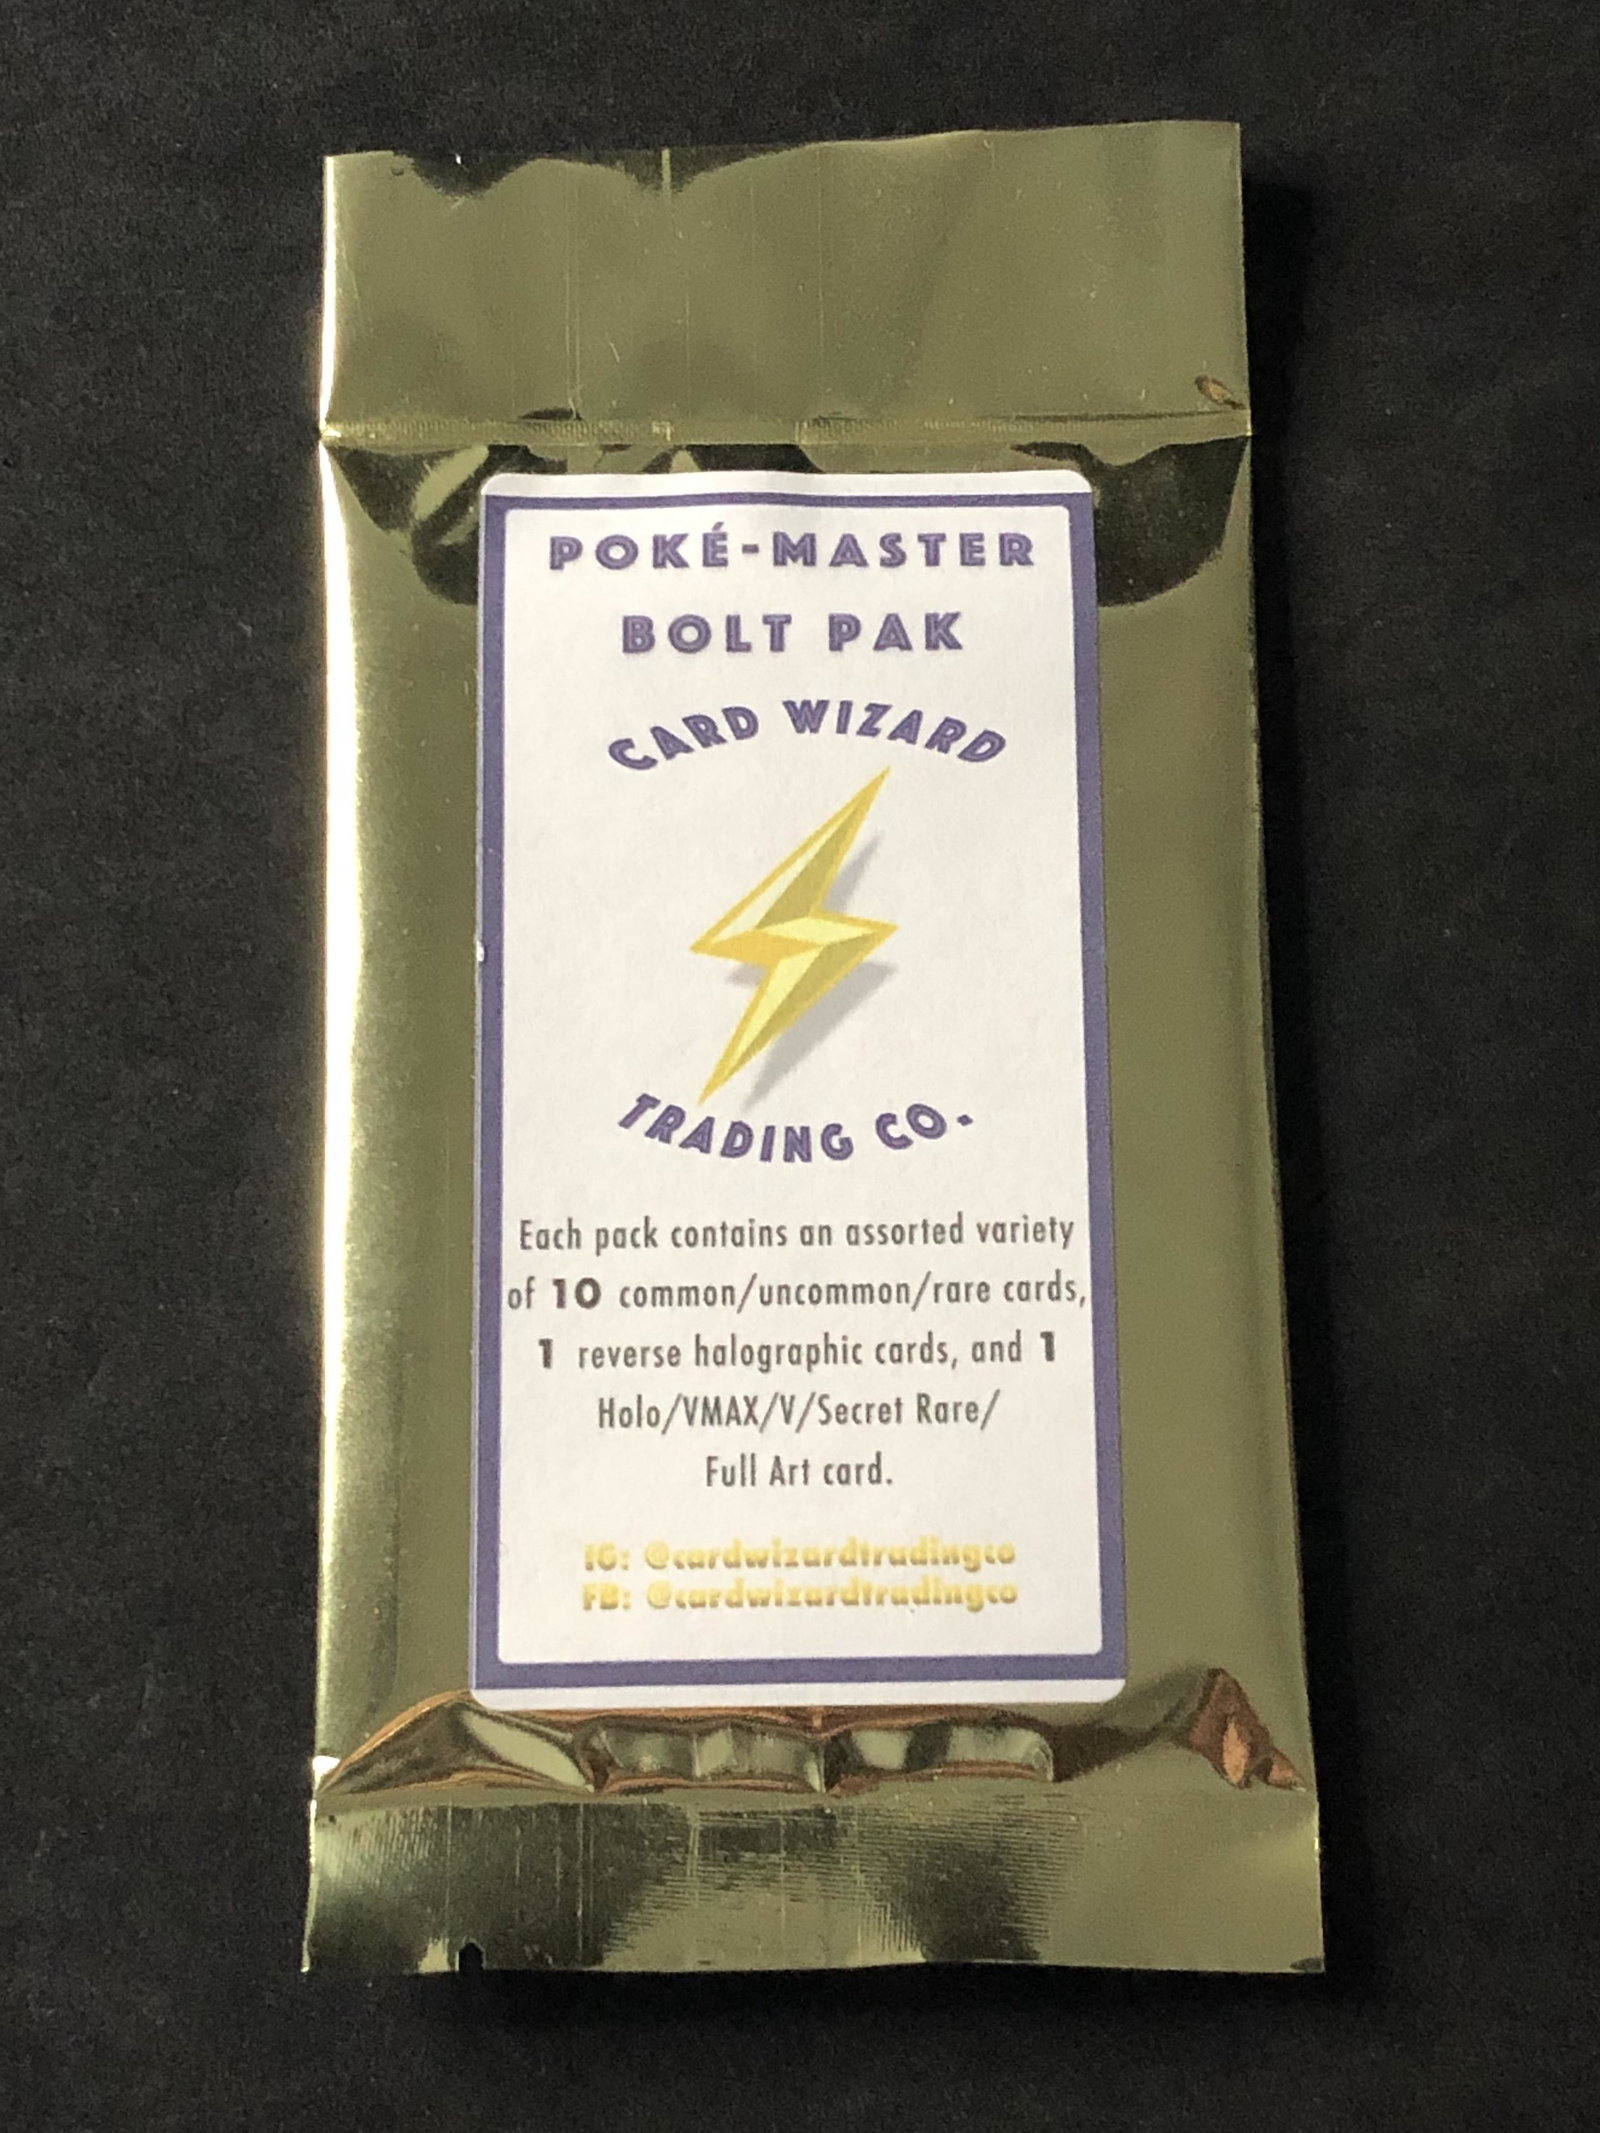 POKÉ-MASTER
BOLT PAK
CARD WIZARD
TRADING CO.
Each pack contains an assorted variety
of 10 common/uncommon/rare cards,
1 reverse halographic cards, and 1
Holo/VMAX/V/Secret Rare/
Full Art card.
IG: @cardwizardtradingco
FB: @cardwizardtradingco